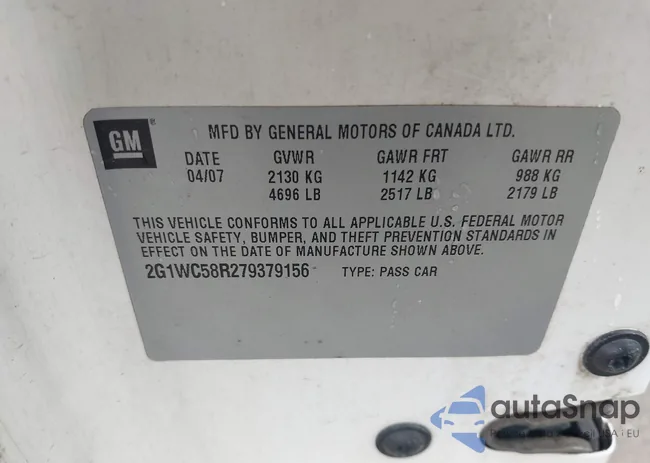 GM
MFD BY GENERAL MOTORS OF CANADA LTD.
DATE GVWR GAWR FRT GAWR RR
04/07 2130 KG 1142 KG 988 KG
4696 LB 2517 LB 2179 LB
THIS VEHICLE CONFORMS TO ALL APPLICABLE U.S. FEDERAL MOTOR
VEHICLE SAFETY, BUMPER, AND THEFT PREVENTION STANDARDS IN
EFFECT ON THE DATE OF MANUFACTURE SHOWN ABOVE.
2G1WC58R279379156 TYPE: PASS CAR
autoSnap
EU